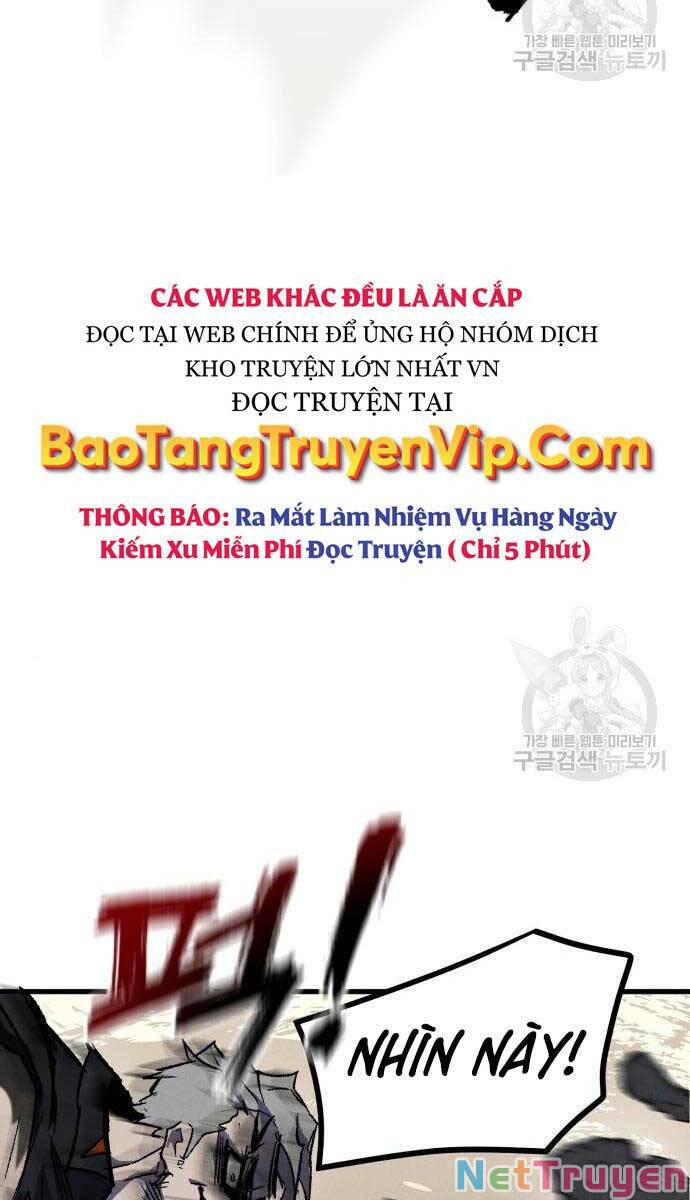 가장 빠른 웹툰 미리보기
구글검색 뉴토끼
CÁC WEB KHÁC ĐỀU LÀ ĂN CẮP
ĐỌC TẠI WEB CHÍNH ĐỂ ỦNG HỘ NHÓM DỊCH
KHO TRUYỆN LỚN NHẤT VN
ĐỌC TRUYỆN TẠI
BaoTangTruyenVip.Com
THÔNG BÁO: Ra Mắt Làm Nhiệm Vụ Hàng Ngày
Kiếm Xu Miễn Phí Đọc Truyện ( Chỉ 5 Phút)
가장 빠른 웹툰 미리보기
구글검색 뉴토끼
퍽!
NHÌN NÀY!
NetTruyen